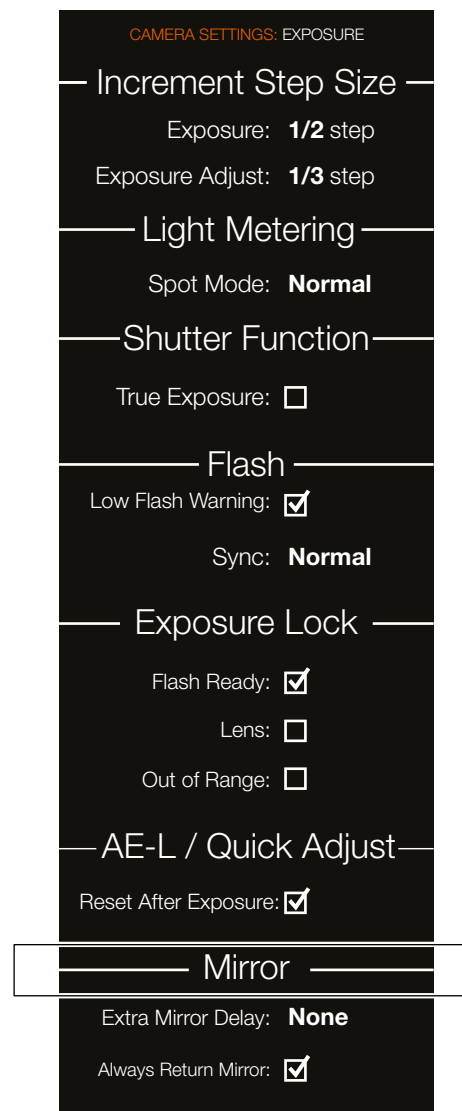 CAMERA SETTINGS: EXPOSURE
Increment Step Size
Exposure: 1/2 step
Exposure Adjust: 1/3 step
Light Metering
Spot Mode: Normal
Shutter Function
True Exposure:
Flash
Low Flash Warning:
Sync: Normal
Exposure Lock
Flash Ready:
Lens:
Out of Range:
AE-L / Quick Adjust
Reset After Exposure:
Mirror
Extra Mirror Delay: None
Always Return Mirror: